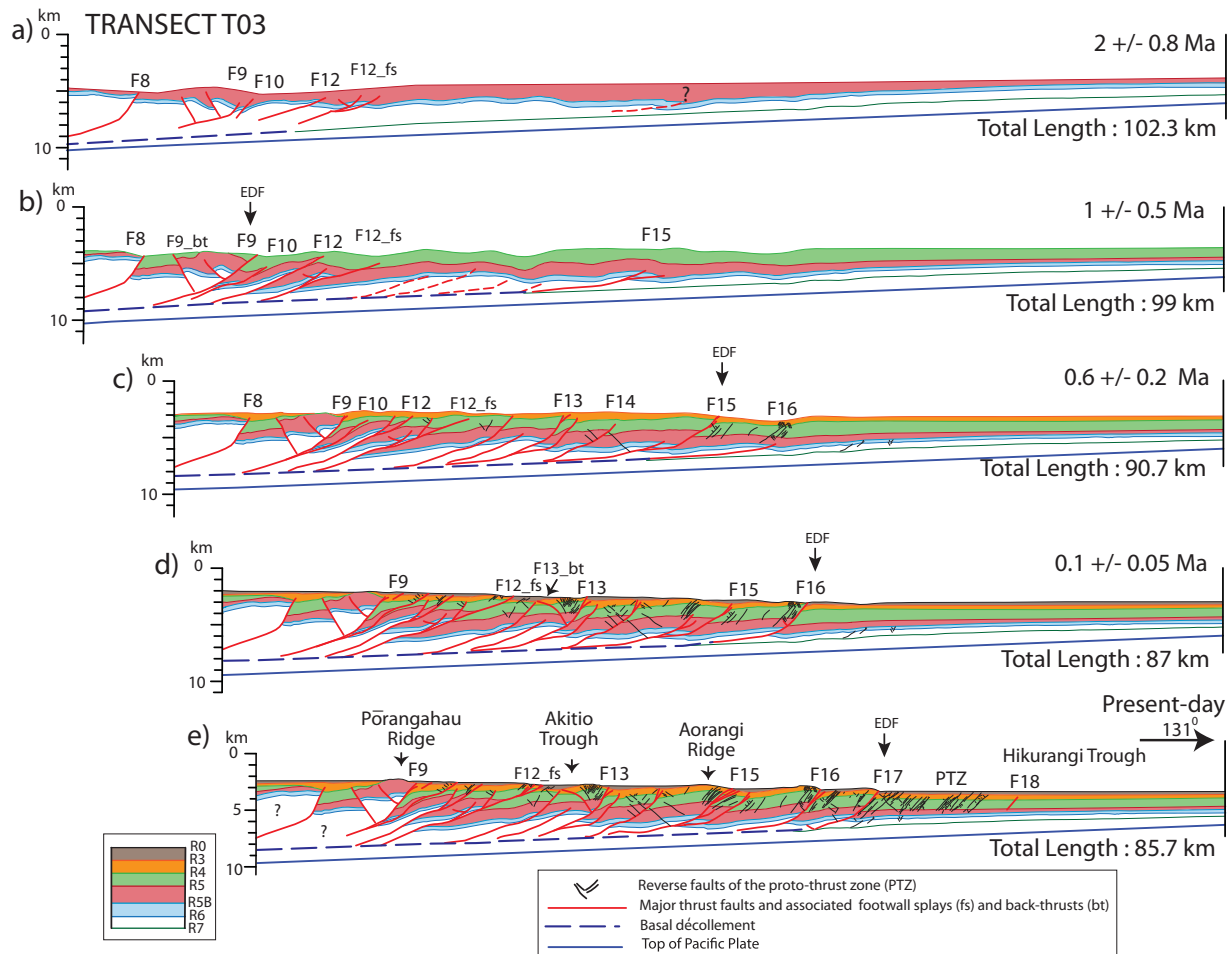 TRANSECT T03
a)
km
0
10
F8
F9
F10
F12
F12_fs
?
2 +/- 0.8 Ma
Total Length : 102.3 km
b)
km
0
10
EDF
F8
F9_bt
F9
F10
F12
F12_fs
F15
1 +/- 0.5 Ma
Total Length : 99 km
c)
km
0
10
EDF
F8
F9
F10
F12
F12_fs
F13
F14
F15
F16
0.6 +/- 0.2 Ma
Total Length : 90.7 km
d)
km
0
10
EDF
F9
F12_fs
F13_bt
F13
F15
F16
0.1 +/- 0.05 Ma
Total Length : 87 km
e)
km
0
5
10
Pōrangahau
Ridge
Akitio
Trough
Aorangi
Ridge
EDF
Present-day
131⁰
Hikurangi Trough
F9
F12_fs
F13
F15
F16
F17
PTZ
F18
?
?
Total Length : 85.7 km
R0
R3
R4
R5
R5B
R6
R7
Reverse faults of the proto-thrust zone (PTZ)
Major thrust faults and associated footwall splays (fs) and back-thrusts (bt)
Basal décollement
Top of Pacific Plate